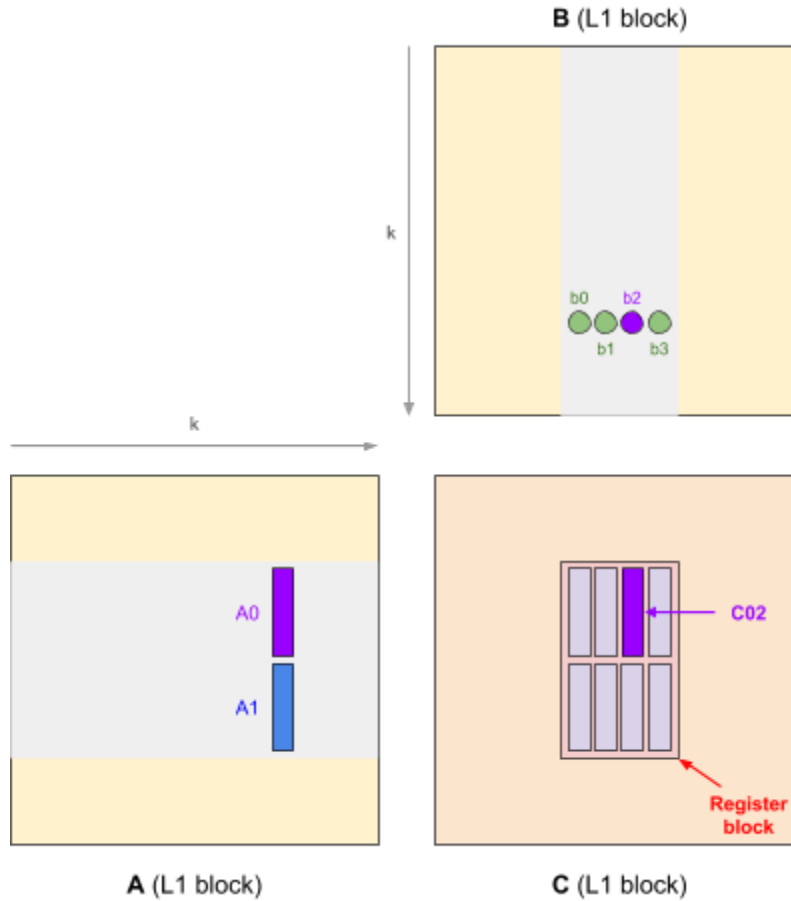 B (L1 block)
k
b0
b2
b1
b3
k
A0
C02
A1
Register
block
A (L1 block)
C (L1 block)